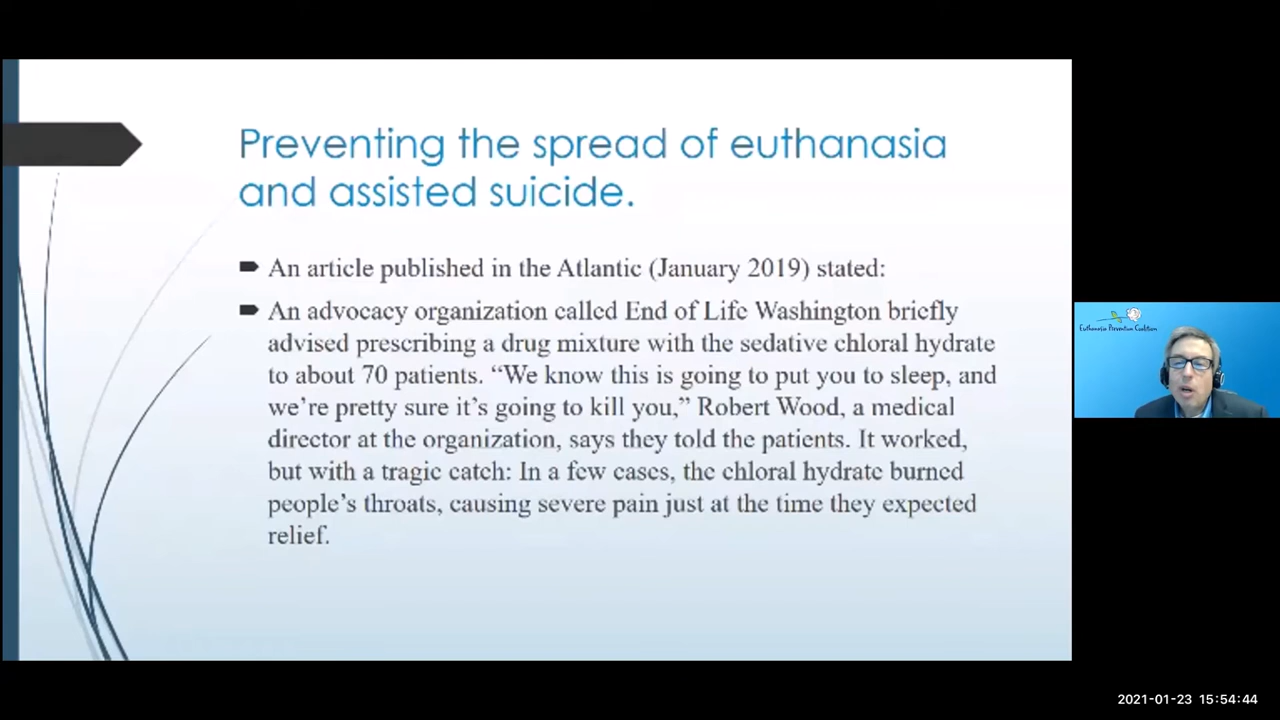 Preventing the spread of euthanasia
and assisted suicide.
An article published in the Atlantic (January 2019) stated:
An advocacy organization called End of Life Washington briefly
advised prescribing a drug mixture with the sedative chloral hydrate
to about 70 patients. “We know this is going to put you to sleep, and
we’re pretty sure it’s going to kill you,” Robert Wood, a medical
director at the organization, says they told the patients. It worked,
but with a tragic catch: In a few cases, the chloral hydrate burned
people’s throats, causing severe pain just at the time they expected
relief.
Euthanasia Prevention Coalition
2021-01-23 15:54:44